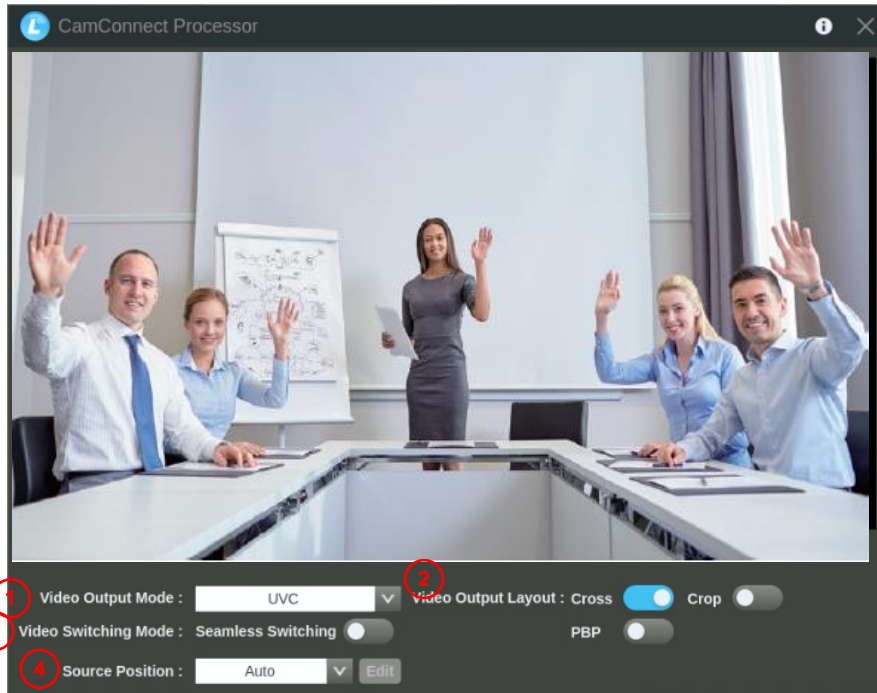 CamConnect Processor
2
1 Video Output Mode : UVC Video Output Layout : Cross Crop
Video Switching Mode : Seamless Switching PBP
4 Source Position : Auto Edit